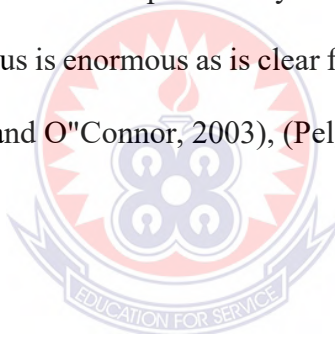 us is enormous as is clear f
and O"Connor, 2003), (Pel
EDUCATION FOR SERVICE